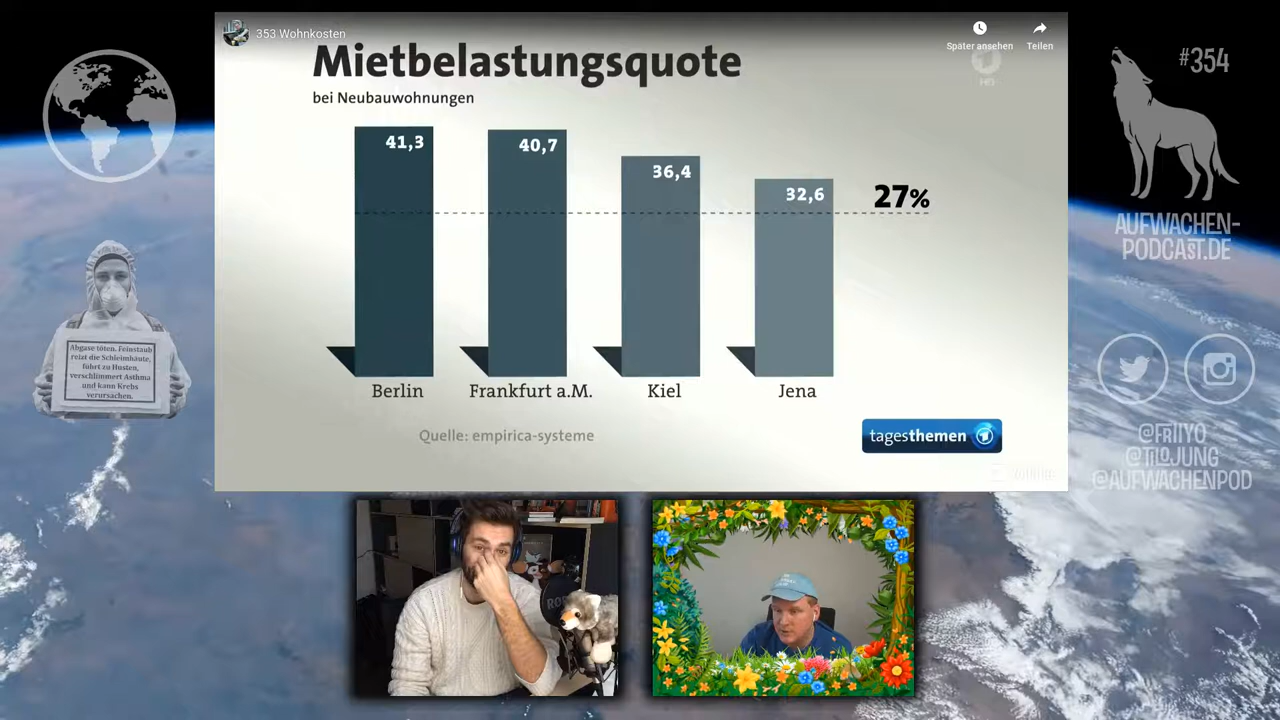 353 Wohnkosten
Später ansehen
Teilen
HD
Mietbelastungsquote
bei Neubauwohnungen
41,3
40,7
36,4
32,6
27%
Berlin
Frankfurt a.M.
Kiel
Jena
Quelle: empirica-systeme
tagesthemen
#354
AUFWACHEN-
PODCAST.DE
@FRIIYO
@TILOJUNG
@AUFWACHENPOD
Abgase töten. Feinstaub
reizt die Schleimhäute,
führt zu Husten,
verschlimmert Asthma
und kann Krebs
verursachen.